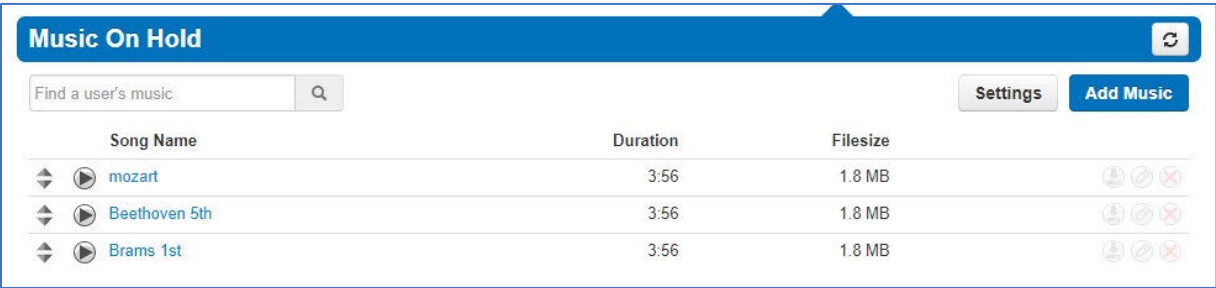 Music On Hold
Find a user's music
Settings
Add Music
Song Name Duration Filesize
mozart 3:56 1.8 MB
Beethoven 5th 3:56 1.8 MB
Brams 1st 3:56 1.8 MB